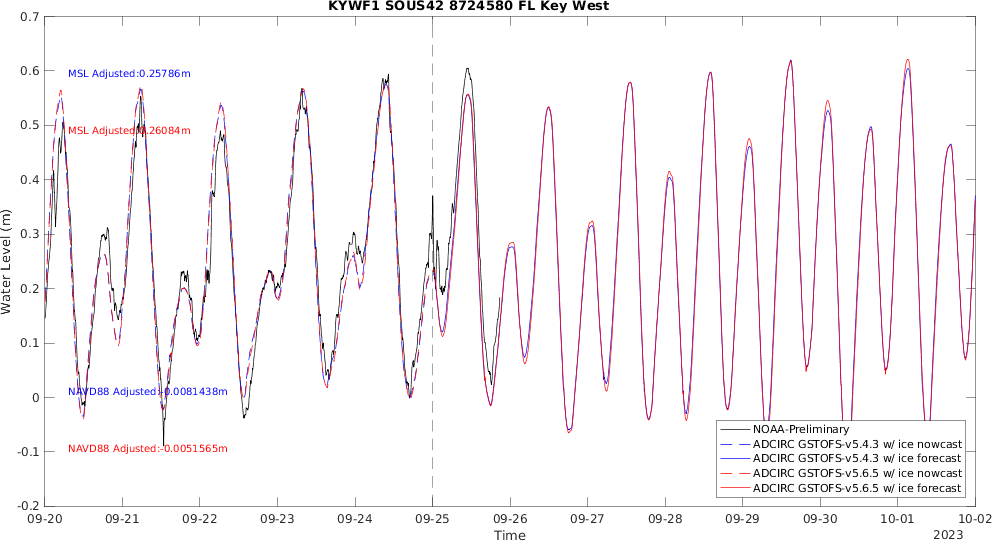 KYWF1 SOUS42 8724580 FL Key West
0.7
0.6
0.5
0.4
0.3
0.2
0.1
0
-0.1
-0.2
Water Level (m)
MSL Adjusted:0.25786m
MSL Adjusted:0.26084m
NAVD88 Adjusted:-0.0081438m
NAVD88 Adjusted:-0.0051565m
NOAA-Preliminary
ADCIRC GSTOFS-v5.4.3 w/ ice nowcast
ADCIRC GSTOFS-v5.4.3 w/ ice forecast
ADCIRC GSTOFS-v5.6.5 w/ ice nowcast
ADCIRC GSTOFS-v5.6.5 w/ ice forecast
09-20 09-21 09-22 09-23 09-24 09-25 09-26 09-27 09-28 09-29 09-30 10-01 10-02
Time
2023